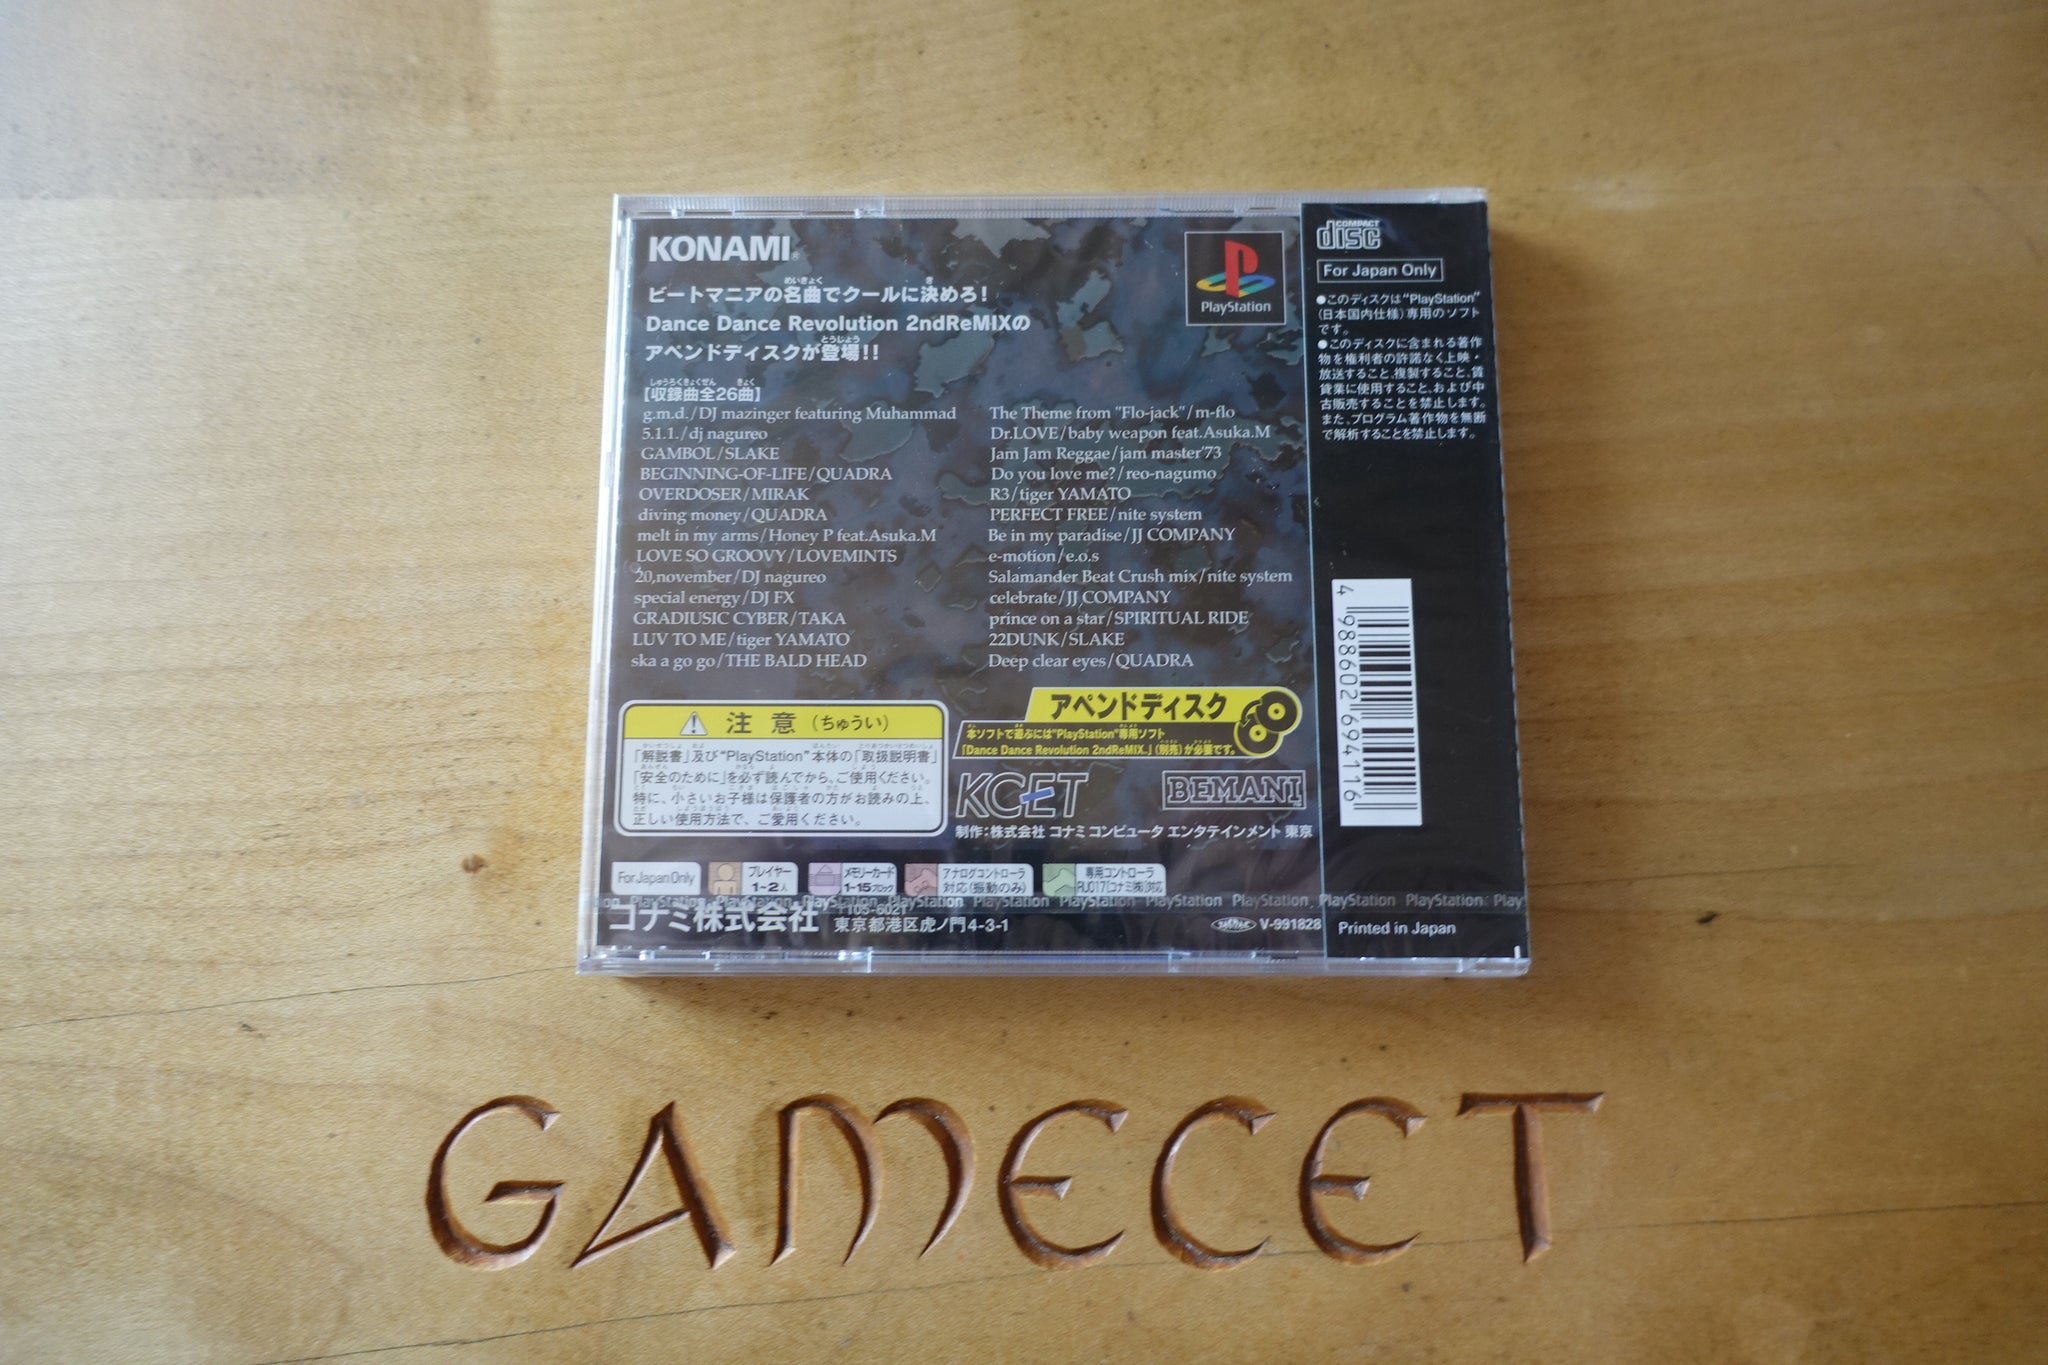 KONAMI
ビートマニアの名曲でクールに決めろ!
Dance Dance Revolution 2ndReMIXの
アペンドディスクが登場!!
【収録曲全26曲】
g.m.d./DJ mazinger featuring Muhammad
5.1.1./dj nagureo
GAMBOL/SLAKE
BEGINNING-OF-LIFE/QUADRA
OVERDOSER/MIRAK
diving money/QUADRA
melt in my arms/Honey P feat.Asuka.M
LOVE SO GROOVY/LOVEMINTS
20,november/DJ nagureo
special energy/DJ FX
GRADIUSIC CYBER/TAKA
LUV TO ME/tiger YAMATO
ska a go go/THE BALD HEAD
The Theme from "Flo-jack"/m-flo
Dr.LOVE/baby weapon feat.Asuka.M
Jam Jam Reggae/jam master'73
Do you love me?/reo-nagumo
R3/tiger YAMATO
PERFECT FREE/nite system
Be in my paradise/JJ COMPANY
e-motion/e.o.s
Salamander Beat Crush mix/nite system
celebrate/JJ COMPANY
prince on a star/SPIRITUAL RIDE
22DUNK/SLAKE
Deep clear eyes/QUADRA
PlayStation
COMPACT
disc
For Japan Only
●このディスクは"PlayStation"
(日本国内仕様)専用のソフト
です。
●このディスクに含まれる著作
物を権利者の許諾なく上映・
放送すること、複製すること、賃
貸業に使用すること、および中
古販売することを禁止します。
また、プログラム著作物を無断
で解析することを禁止します。
4 988602 694116
注意(ちゅうい)
「解説書」及び"PlayStation"本体の「取扱説明書」
「安全のために」を必ず読んでから、ご使用ください。
特に、小さいお子様は保護者の方がお読みの上、
正しい使用方法で、ご愛用ください。
アペンドディスク
本ソフトで遊ぶには"PlayStation"専用ソフト
「Dance Dance Revolution 2ndReMIX.」(別売)が必要です。
KCET
BEMANI
制作:株式会社 コナミ コンピュータ エンタテインメント 東京
For Japan Only
プレイヤー
1~2人
メモリーカード
1~15ブロック
アナログコントローラ
対応(振動のみ)
専用コントローラ
RU017[コナミ(株)]対応
PlayStation PlayStation PlayStation PlayStation PlayStation PlayStation PlayStation PlayStation PlayStation PlayStation
コナミ株式会社
〒105-6021
東京都港区虎ノ門4-3-1
V-991828
Printed in Japan
GAMECET